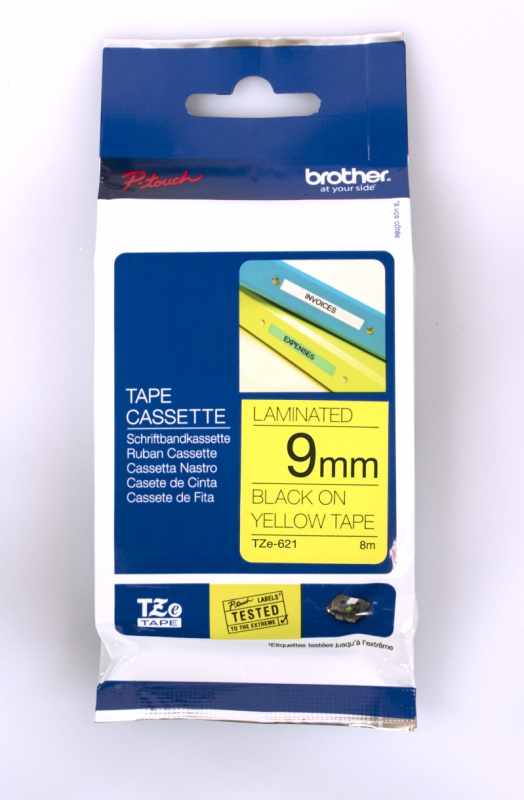 P-touch
brother
at your side
*à vos côtés
INVOICES
EXPENSES
TAPE
CASSETTE
Schriftbandkassette
Ruban Cassette
Cassetta Nastro
Casete de Cinta
Cassete de Fita
LAMINATED
9mm
BLACK ON
YELLOW TAPE
TZe-621 8m
TZe
TAPE
P-touch LABELS*
TESTED
TO THE EXTREME
*Etiquettes testées jusqu'à l'extrême